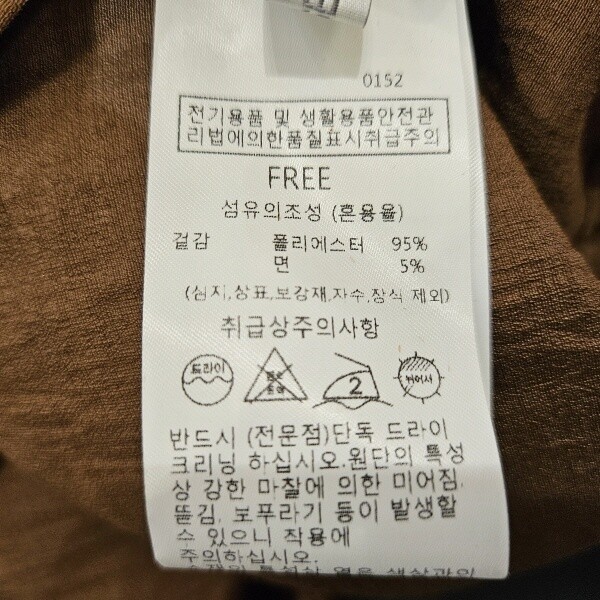 0152
전기용품 및 생활용품안전관
리법에의한품질표시취급주의
FREE
섬유의조성 (혼용율)
겉감 폴리에스터 95%
면 5%
(심지,상표,보강재,자수,장식 제외)
취급상주의사항
드라이
2
뉘어서
반드시 (전문점)단독 드라이
크리닝 하십시오.원단의 특성
상 강한 마찰에 의한 미어짐,
뜯김, 보푸라기 등이 발생할
수 있으니 착용에
주의하십시오.